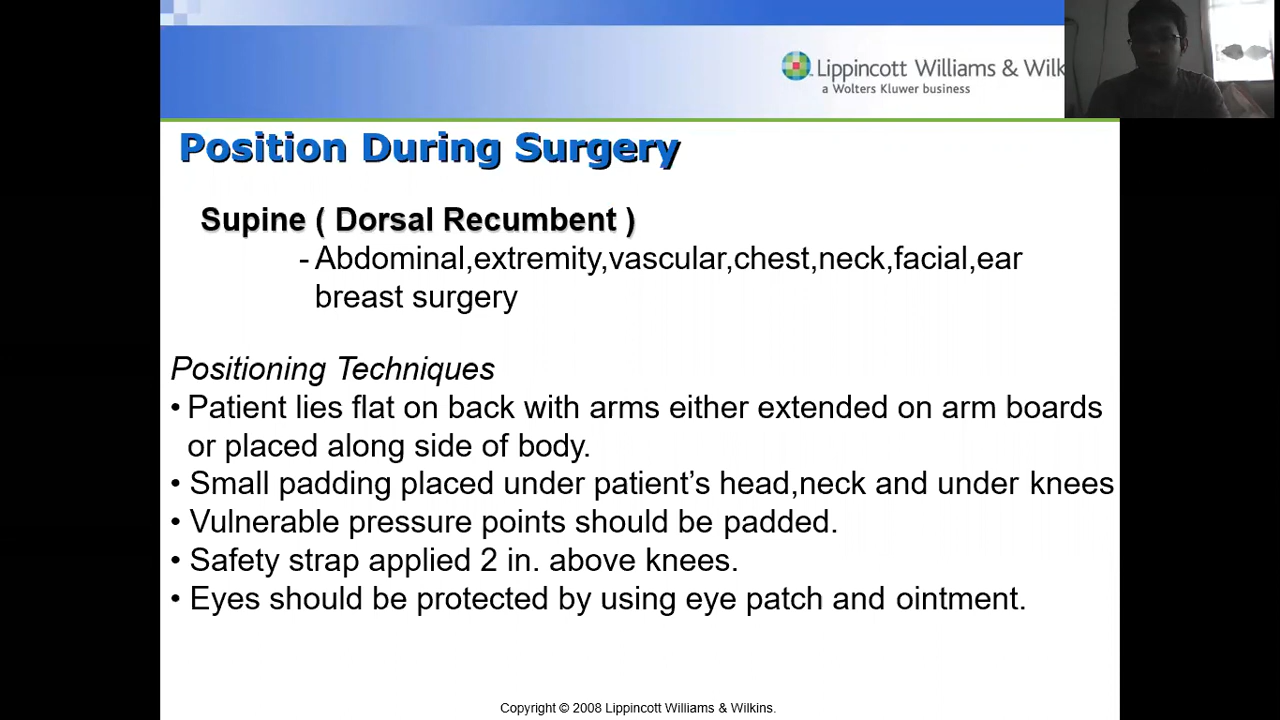 Lippincott Williams & Wilk
a Wolters Kluwer business
Position During Surgery
Supine ( Dorsal Recumbent )
- Abdominal,extremity,vascular,chest,neck,facial,ear
breast surgery
Positioning Techniques
• Patient lies flat on back with arms either extended on arm boards
or placed along side of body.
• Small padding placed under patient’s head,neck and under knees
• Vulnerable pressure points should be padded.
• Safety strap applied 2 in. above knees.
• Eyes should be protected by using eye patch and ointment.
Copyright © 2008 Lippincott Williams & Wilkins.